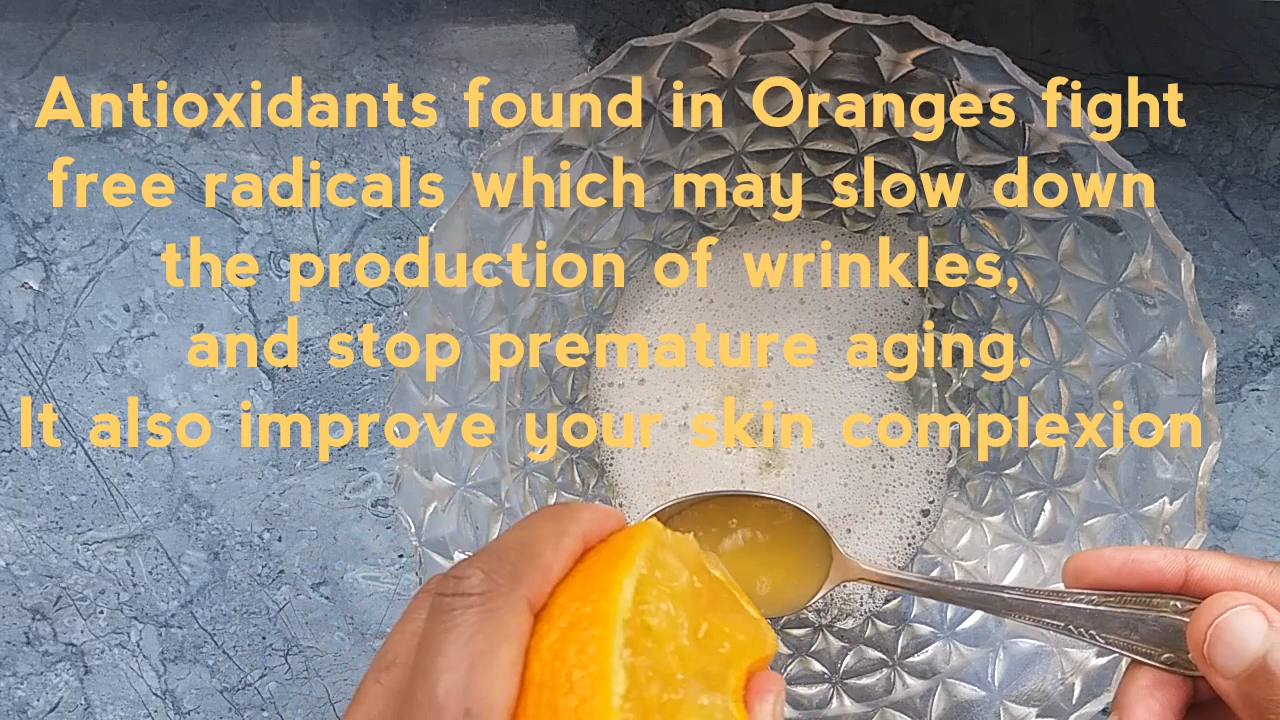 Antioxidants found in Oranges fight
free radicals which may slow down
the production of wrinkles,
and stop premature aging.
It also improve your skin complexion